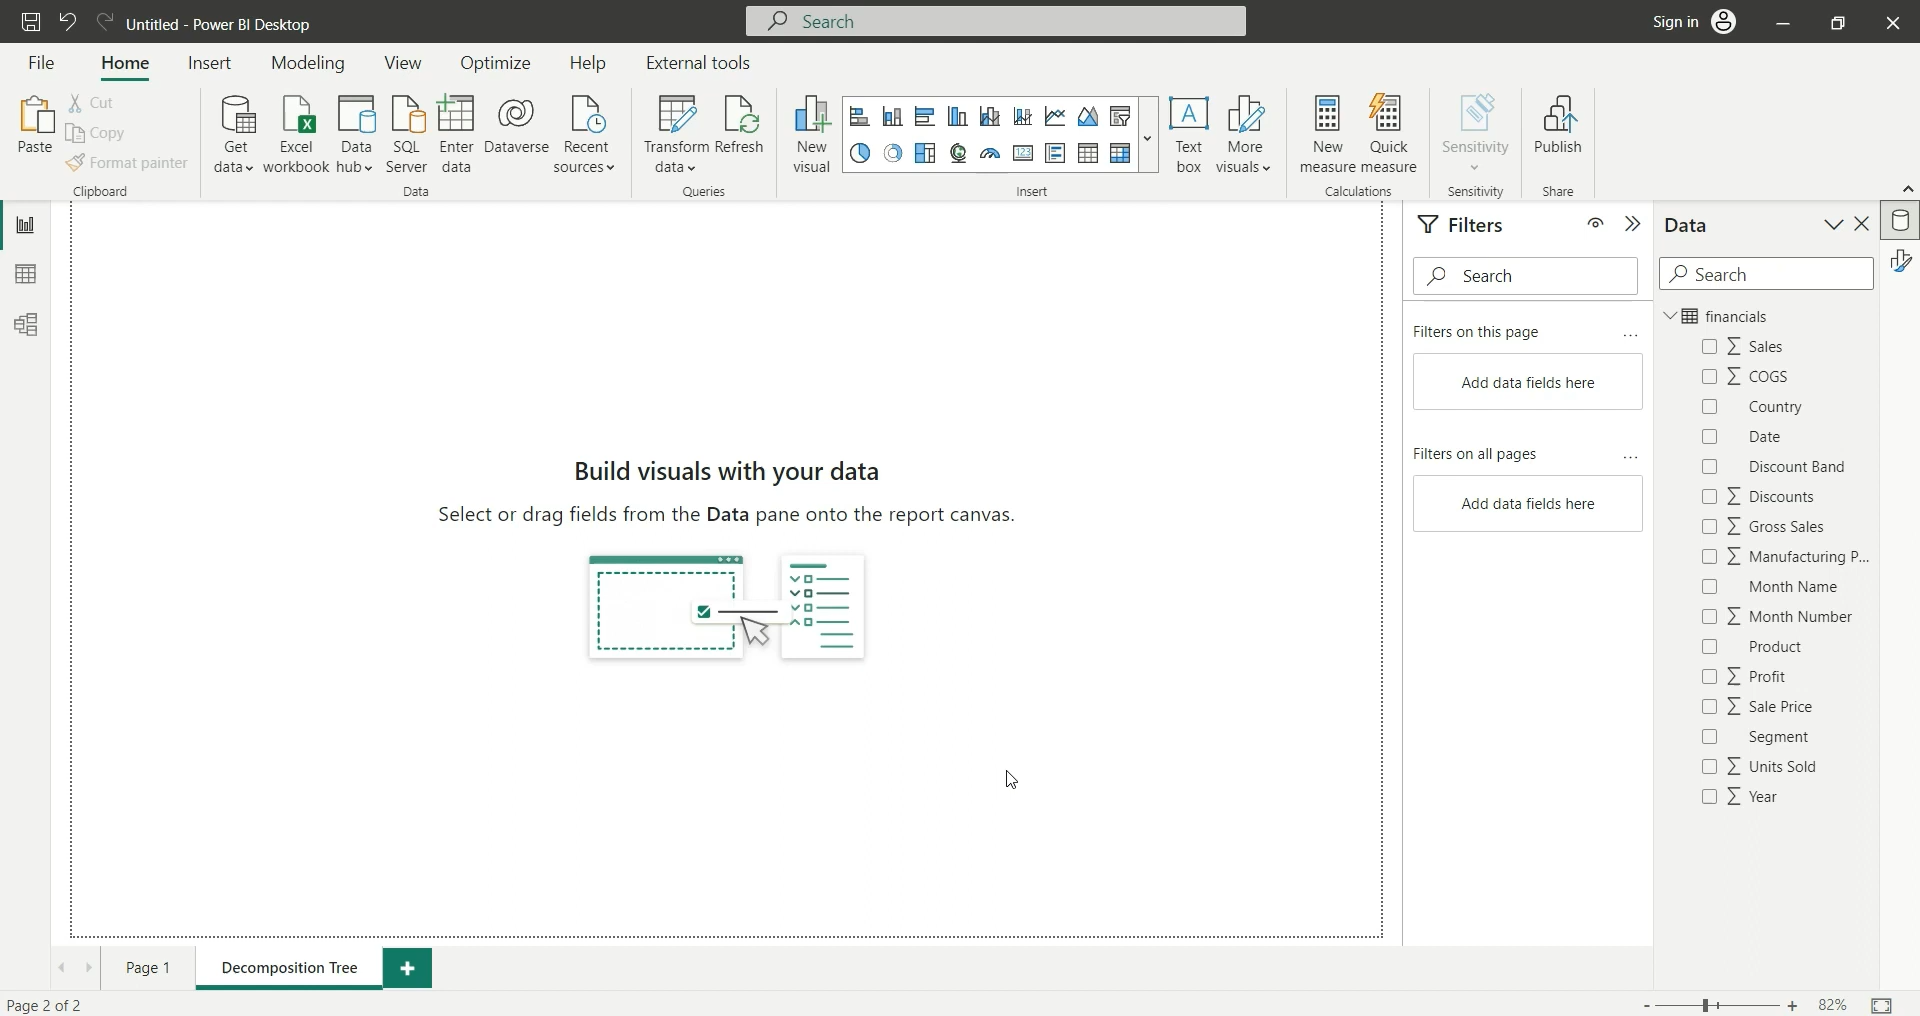 Untitled - Power BI Desktop
Search
Sign in
File
Home
Insert
Modeling
View
Optimize
Help
External tools
Paste
Cut
Copy
Format painter
Clipboard
Get data
Excel workbook
Data hub
SQL Server
Enter data
Dataverse
Recent sources
Data
Transform data
Refresh
Queries
New visual
123
A
Text box
More visuals
Insert
New measure
Quick measure
Calculations
Sensitivity
Sensitivity
Publish
Share
Build visuals with your data
Select or drag fields from the Data pane onto the report canvas.
Filters
Search
Filters on this page
...
Add data fields here
Filters on all pages
...
Add data fields here
Data
Search
financials
∑ Sales
∑ COGS
Country
Date
Discount Band
∑ Discounts
∑ Gross Sales
∑ Manufacturing P...
Month Name
∑ Month Number
Product
∑ Profit
∑ Sale Price
Segment
∑ Units Sold
∑ Year
Page 1
Decomposition Tree
+
Page 2 of 2
- + 82%